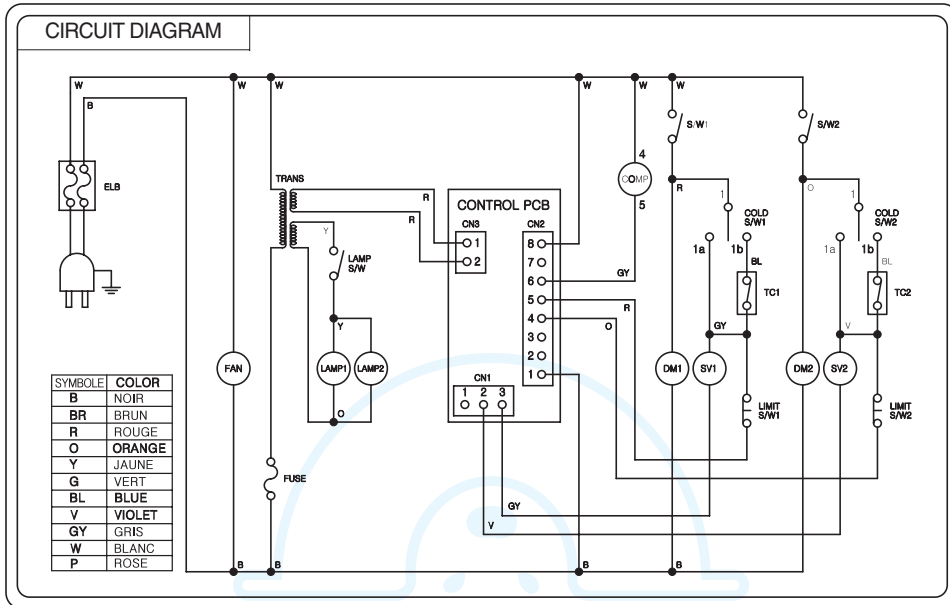 CIRCUIT DIAGRAM
W
B
W
W
W
W
W
W
ELB
TRANS
S/W1
S/W2
4
COMP
5
R
O
1
1
R
R
CONTROL PCB
CN3
CN2
1
2
8
7
6
5
4
3
2
1
Y
LAMP
S/W
GY
R
O
COLD
S/W1
1a
1b
BL
TC1
COLD
S/W2
1a
1b
BL
TC2
Y
GY
V
FAN
LAMP1
LAMP2
DM1
SV1
DM2
SV2
CN1
1 2 3
O
LIMIT
S/W1
LIMIT
S/W2
FUSE
GY
V
B
B
B
B
SYMBOLE COLOR
B NOIR
BR BRUN
R ROUGE
O ORANGE
Y JAUNE
G VERT
BL BLUE
V VIOLET
GY GRIS
W BLANC
P ROSE